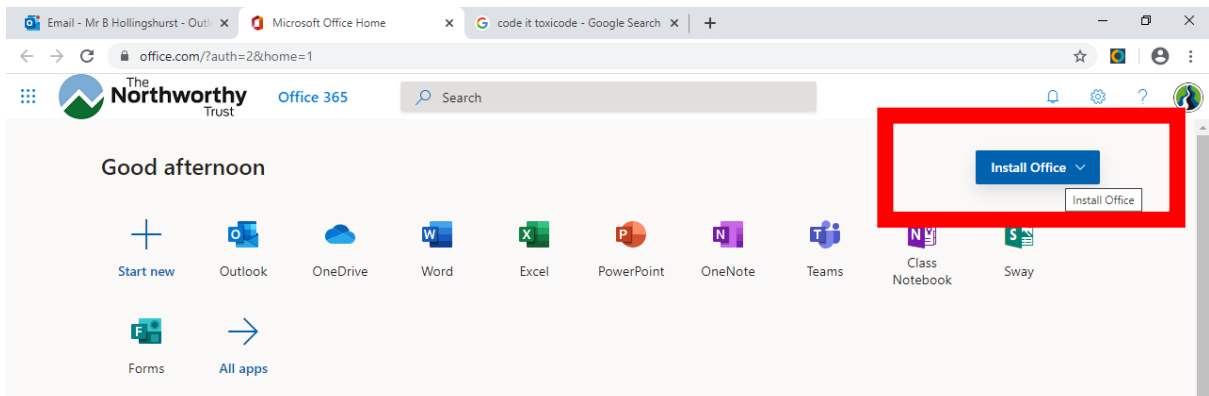 Email - Mr B Hollingshurst - Outl
Microsoft Office Home
code it toxicode - Google Search
office.com/?auth=2&home=1
The
Northworthy
Trust
Office 365
Search
Good afternoon
Install Office
Install Office
Start new
Outlook
OneDrive
Word
Excel
PowerPoint
OneNote
Teams
Class
Notebook
Sway
Forms
All apps